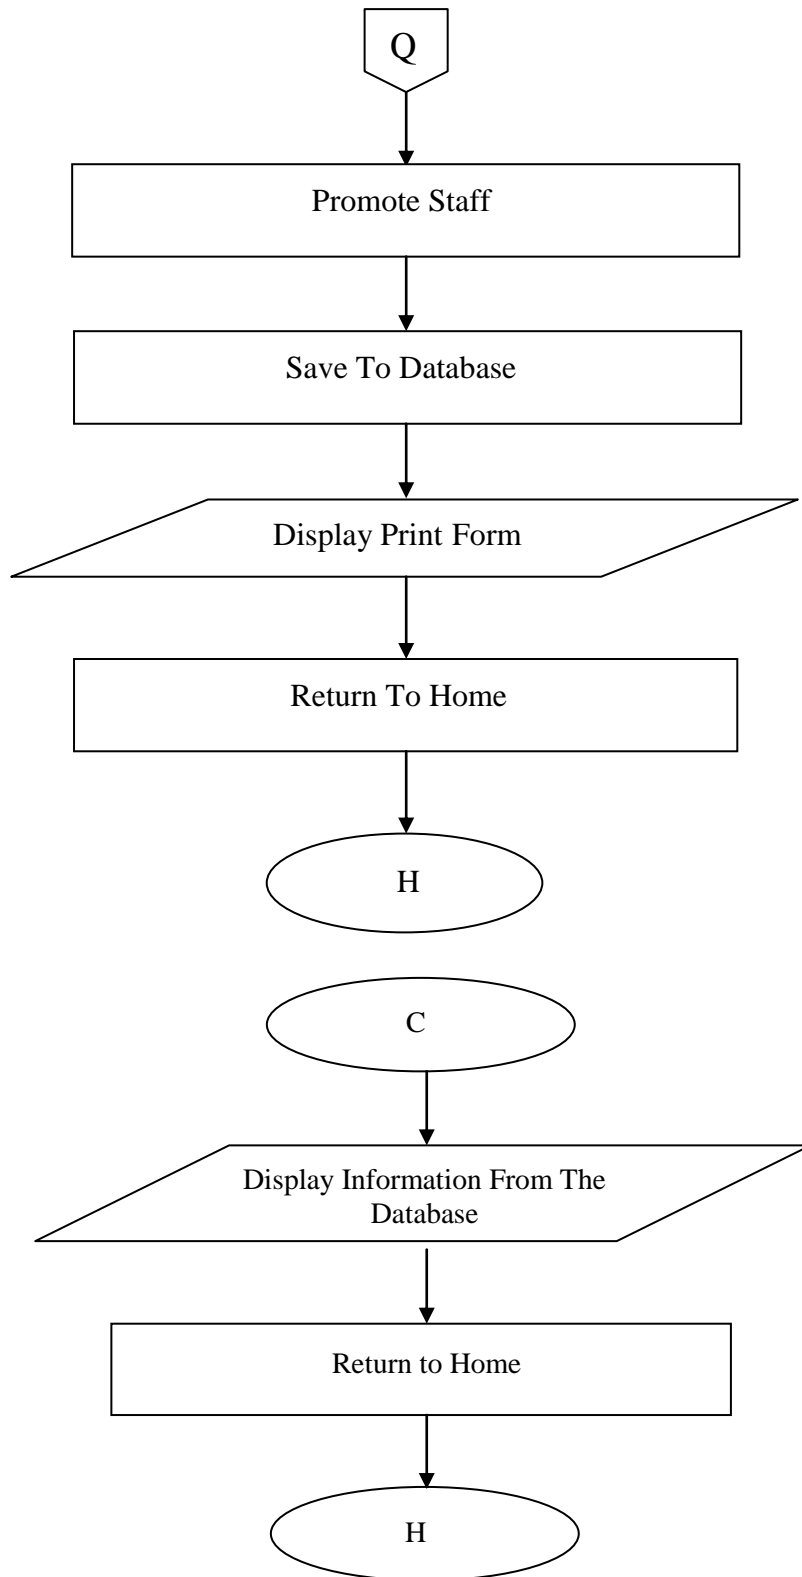 Q
Promote Staff
Save To Database
Display Print Form
Return To Home
H
C
Display Information From The
Database
Return to Home
H